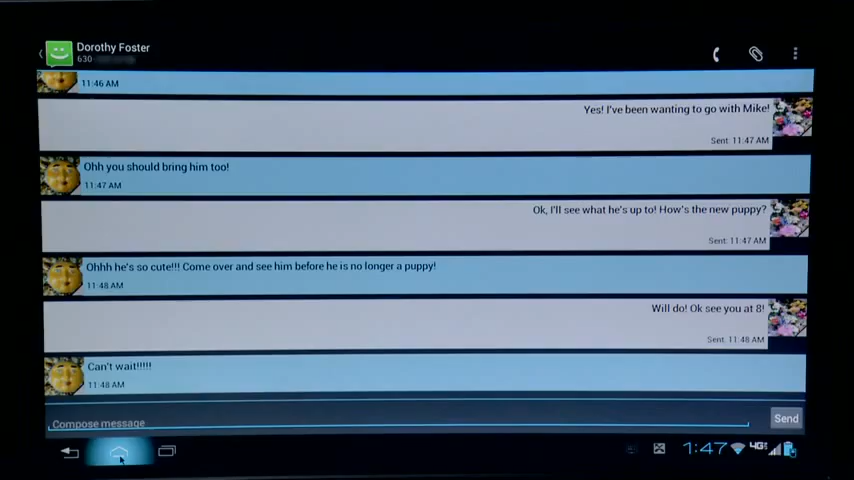 Dorothy Foster
630
11:46 AM
Yes! I've been wanting to go with Mike!
Sent: 11:47 AM
Ohh you should bring him too!
11:47 AM
Ok, I'll see what he's up to! How's the new puppy?
Sent: 11:47 AM
Ohhh he's so cute!!! Come over and see him before he is no longer a puppy!
11:48 AM
Will do! Ok see you at 8!
Sent: 11:48 AM
Can't wait!!!!!
11:48 AM
Compose message
Send
1:47
4G